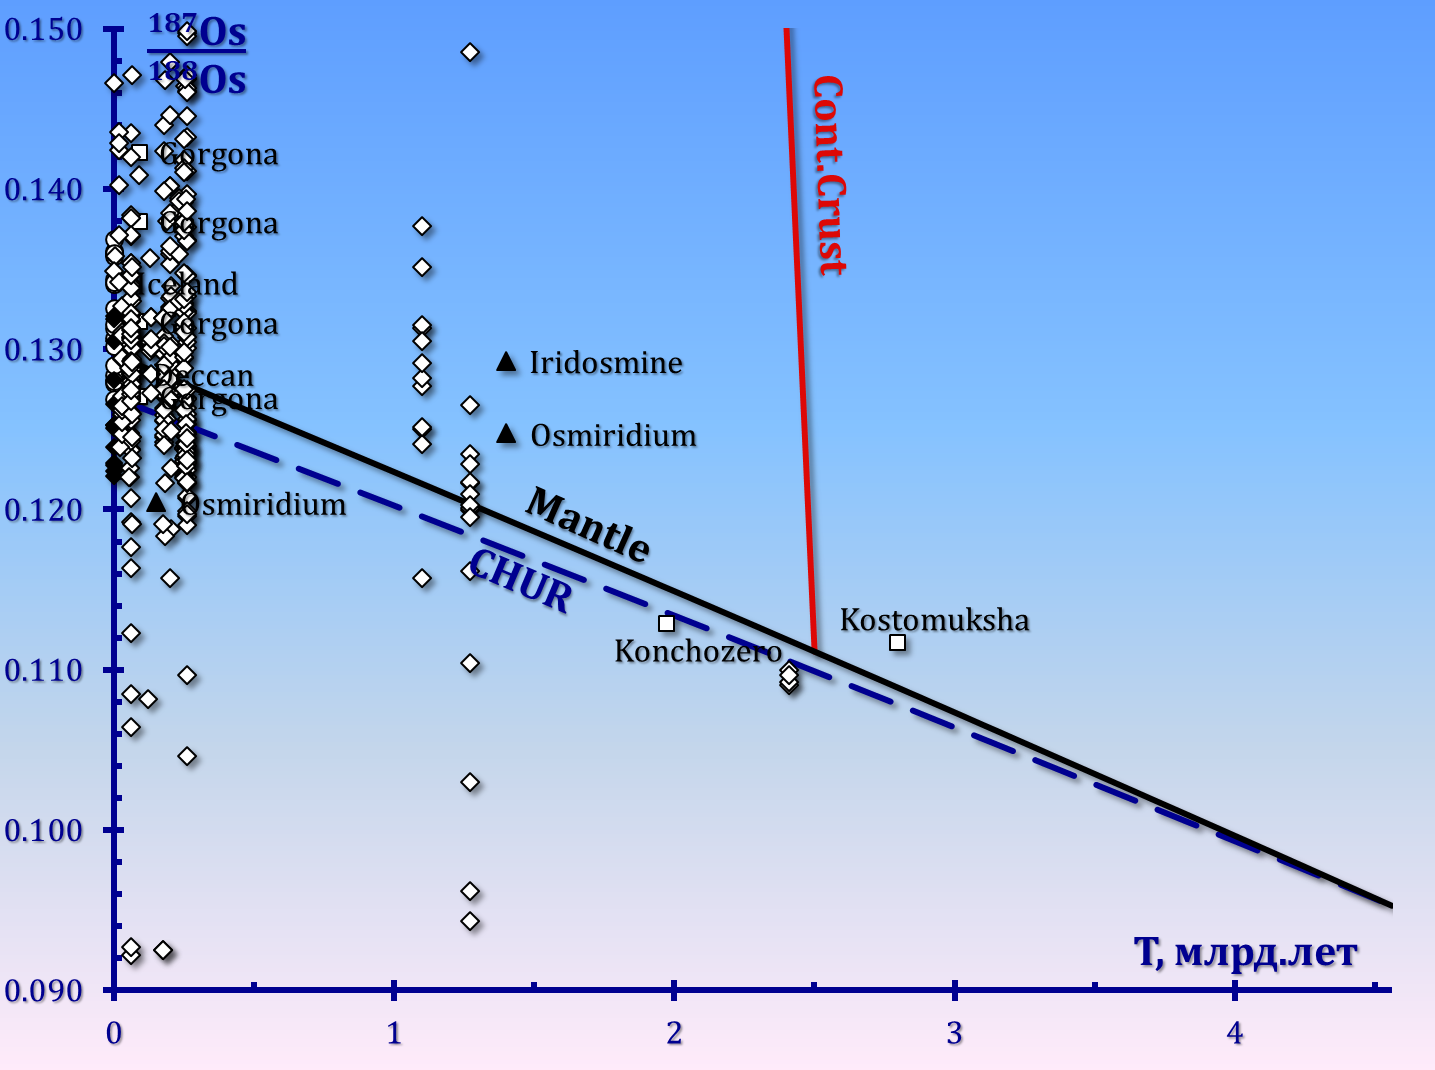 0.150
187Os
188Os
Cont.Crust
Gorgona
0.140
Gorgona
Iceland
Gorgona
0.130
Iridosmine
Deccan
Gorgona
Osmiridium
0.120
Osmiridium
Mantle
CHUR
Kostomuksha
Konchozero
0.110
0.100
T, млрд.лет
0.090
0 1 2 3 4